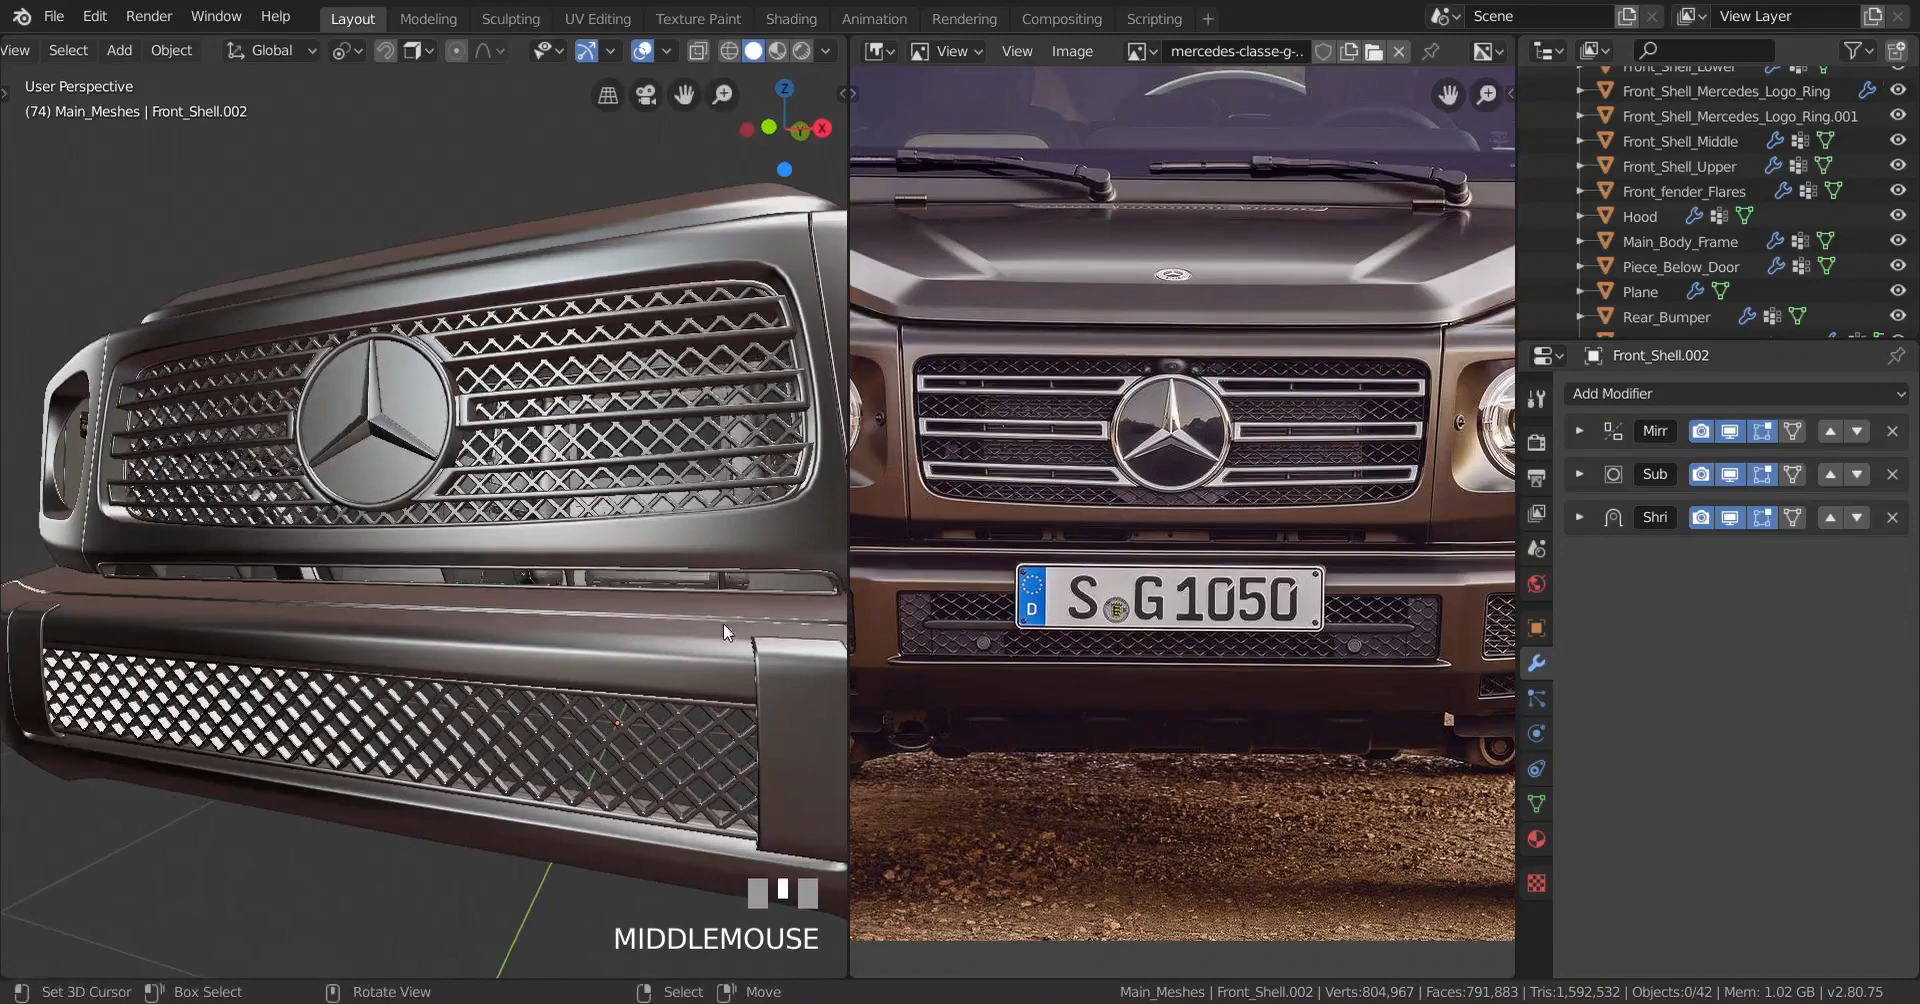 File Edit Render Window Help Layout Modeling Sculpting UV Editing Texture Paint Shading Animation Rendering Compositing Scripting Scene View Layer
View Select Add Object Global View View Image mercedes-classe-g-..
User Perspective
(74) Main_Meshes | Front_Shell.002
Z
Y X
Front_Shell_Lower
Front_Shell_Mercedes_Logo_Ring
Front_Shell_Mercedes_Logo_Ring.001
Front_Shell_Middle
Front_Shell_Upper
Front_fender_Flares
Hood
Main_Body_Frame
Piece_Below_Door
Plane
Rear_Bumper
Front_Shell.002
Add Modifier
Mirr
Sub
Shri
D S G1050
MIDDLEMOUSE
Set 3D Cursor Box Select Rotate View Select Move Main_Meshes | Front_Shell.002 | Verts:804,967 | Faces:791,883 | Tris:1,592,532 | Objects:0/42 | Mem: 1.02 GB | v2.80.75